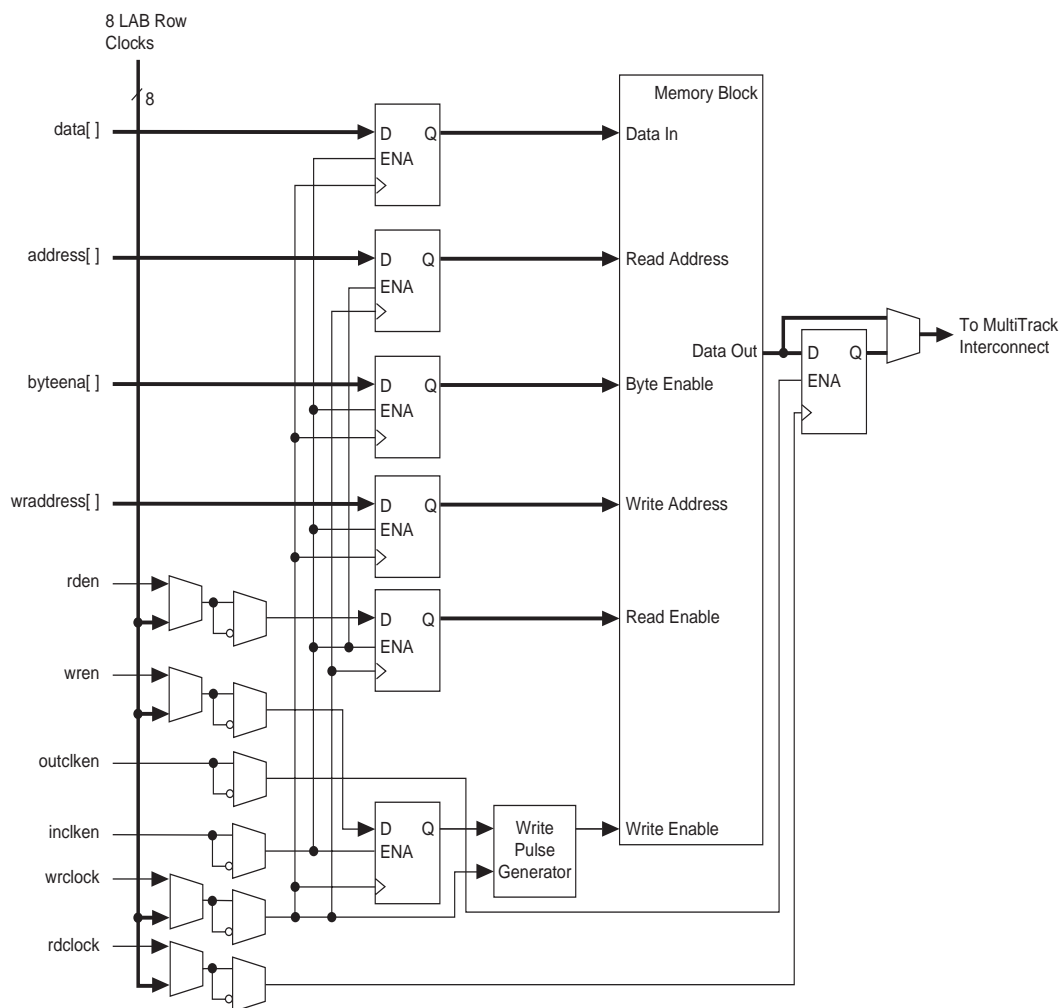 8 LAB Row
Clocks
8
Memory Block
data[ ]
D
Q
ENA
Data In
address[ ]
D
Q
ENA
Read Address
To MultiTrack
Interconnect
Data Out
D
Q
ENA
byteena[ ]
D
Q
ENA
Byte Enable
wraddress[ ]
D
Q
ENA
Write Address
rden
D
Q
ENA
Read Enable
wren
outclken
inclken
D
Q
ENA
Write
Pulse
Generator
Write Enable
wrclock
rdclock